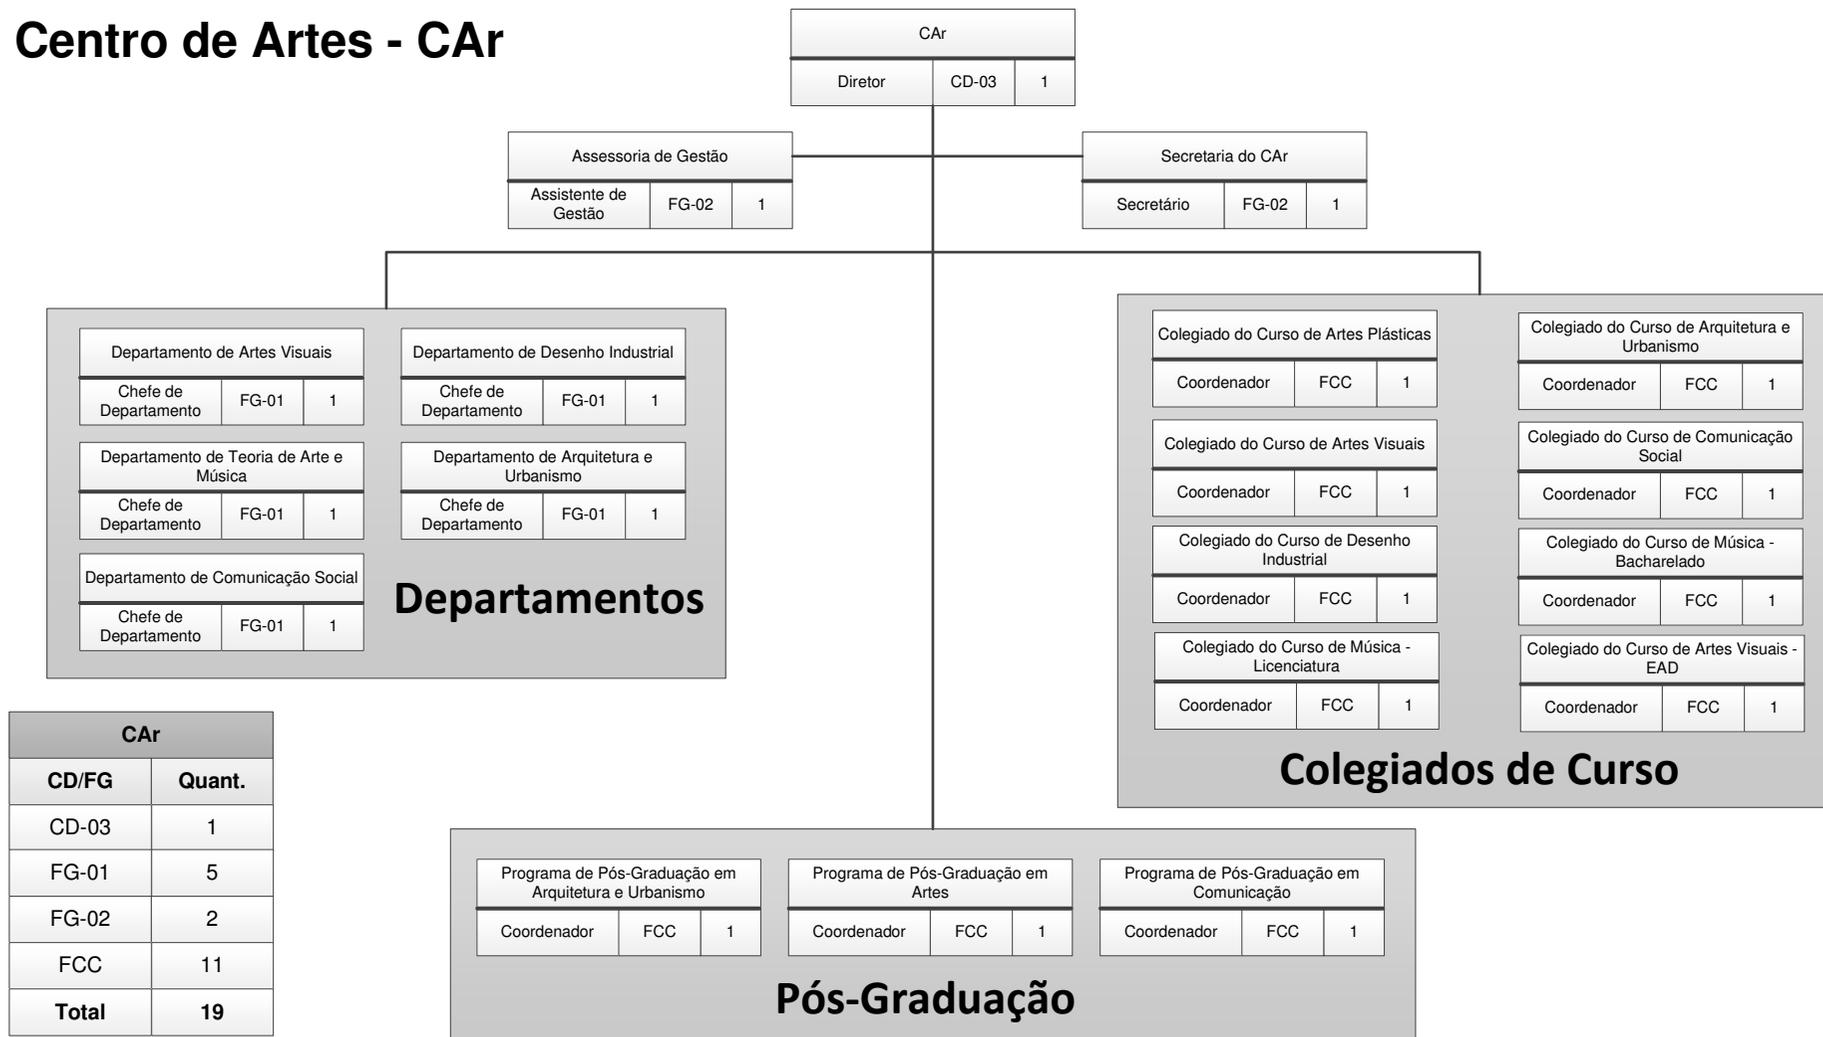 Centro de Artes - CAr
CAr
Diretor CD-03 1
Assessoria de Gestão
Assistente de
Gestão
FG-02 1
Secretaria do CAr
Secretário FG-02 1
Departamento de Artes Visuais
Chefe de
Departamento
FG-01 1
Departamento de Desenho Industrial
Chefe de
Departamento
FG-01 1
Departamento de Teoria de Arte e
Música
Chefe de
Departamento
FG-01 1
Departamento de Arquitetura e
Urbanismo
Chefe de
Departamento
FG-01 1
Departamento de Comunicação Social
Chefe de
Departamento
FG-01 1
Departamentos
Colegiado do Curso de Artes Plásticas
Coordenador FCC 1
Colegiado do Curso de Arquitetura e
Urbanismo
Coordenador FCC 1
Colegiado do Curso de Artes Visuais
Coordenador FCC 1
Colegiado do Curso de Comunicação
Social
Coordenador FCC 1
Colegiado do Curso de Desenho
Industrial
Coordenador FCC 1
Colegiado do Curso de Música -
Bacharelado
Coordenador FCC 1
Colegiado do Curso de Música -
Licenciatura
Coordenador FCC 1
Colegiado do Curso de Artes Visuais -
EAD
Coordenador FCC 1
Colegiados de Curso
CAr
CD/FG Quant.
CD-03 1
FG-01 5
FG-02 2
FCC 11
Total 19
Programa de Pós-Graduação em
Arquitetura e Urbanismo
Coordenador FCC 1
Programa de Pós-Graduação em
Artes
Coordenador FCC 1
Programa de Pós-Graduação em
Comunicação
Coordenador FCC 1
Pós-Graduação